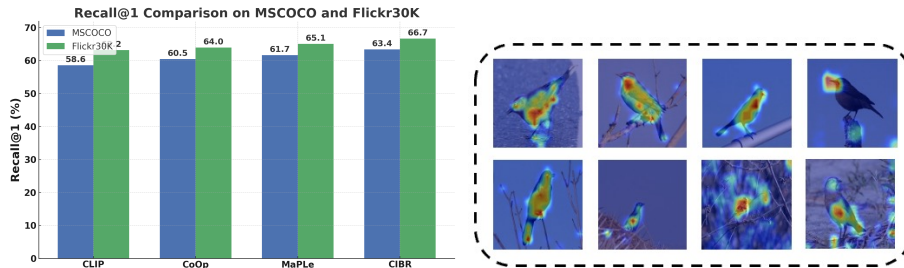 Recall@1 Comparison on MSCOCO and Flickr30K
Recall@1 (%)
70
60
50
40
30
20
10
0
MSCOCO
Flickr30K
58.6
2
60.5
64.0
61.7
65.1
63.4
66.7
CLIP
CoOp
MaPLe
CIBR